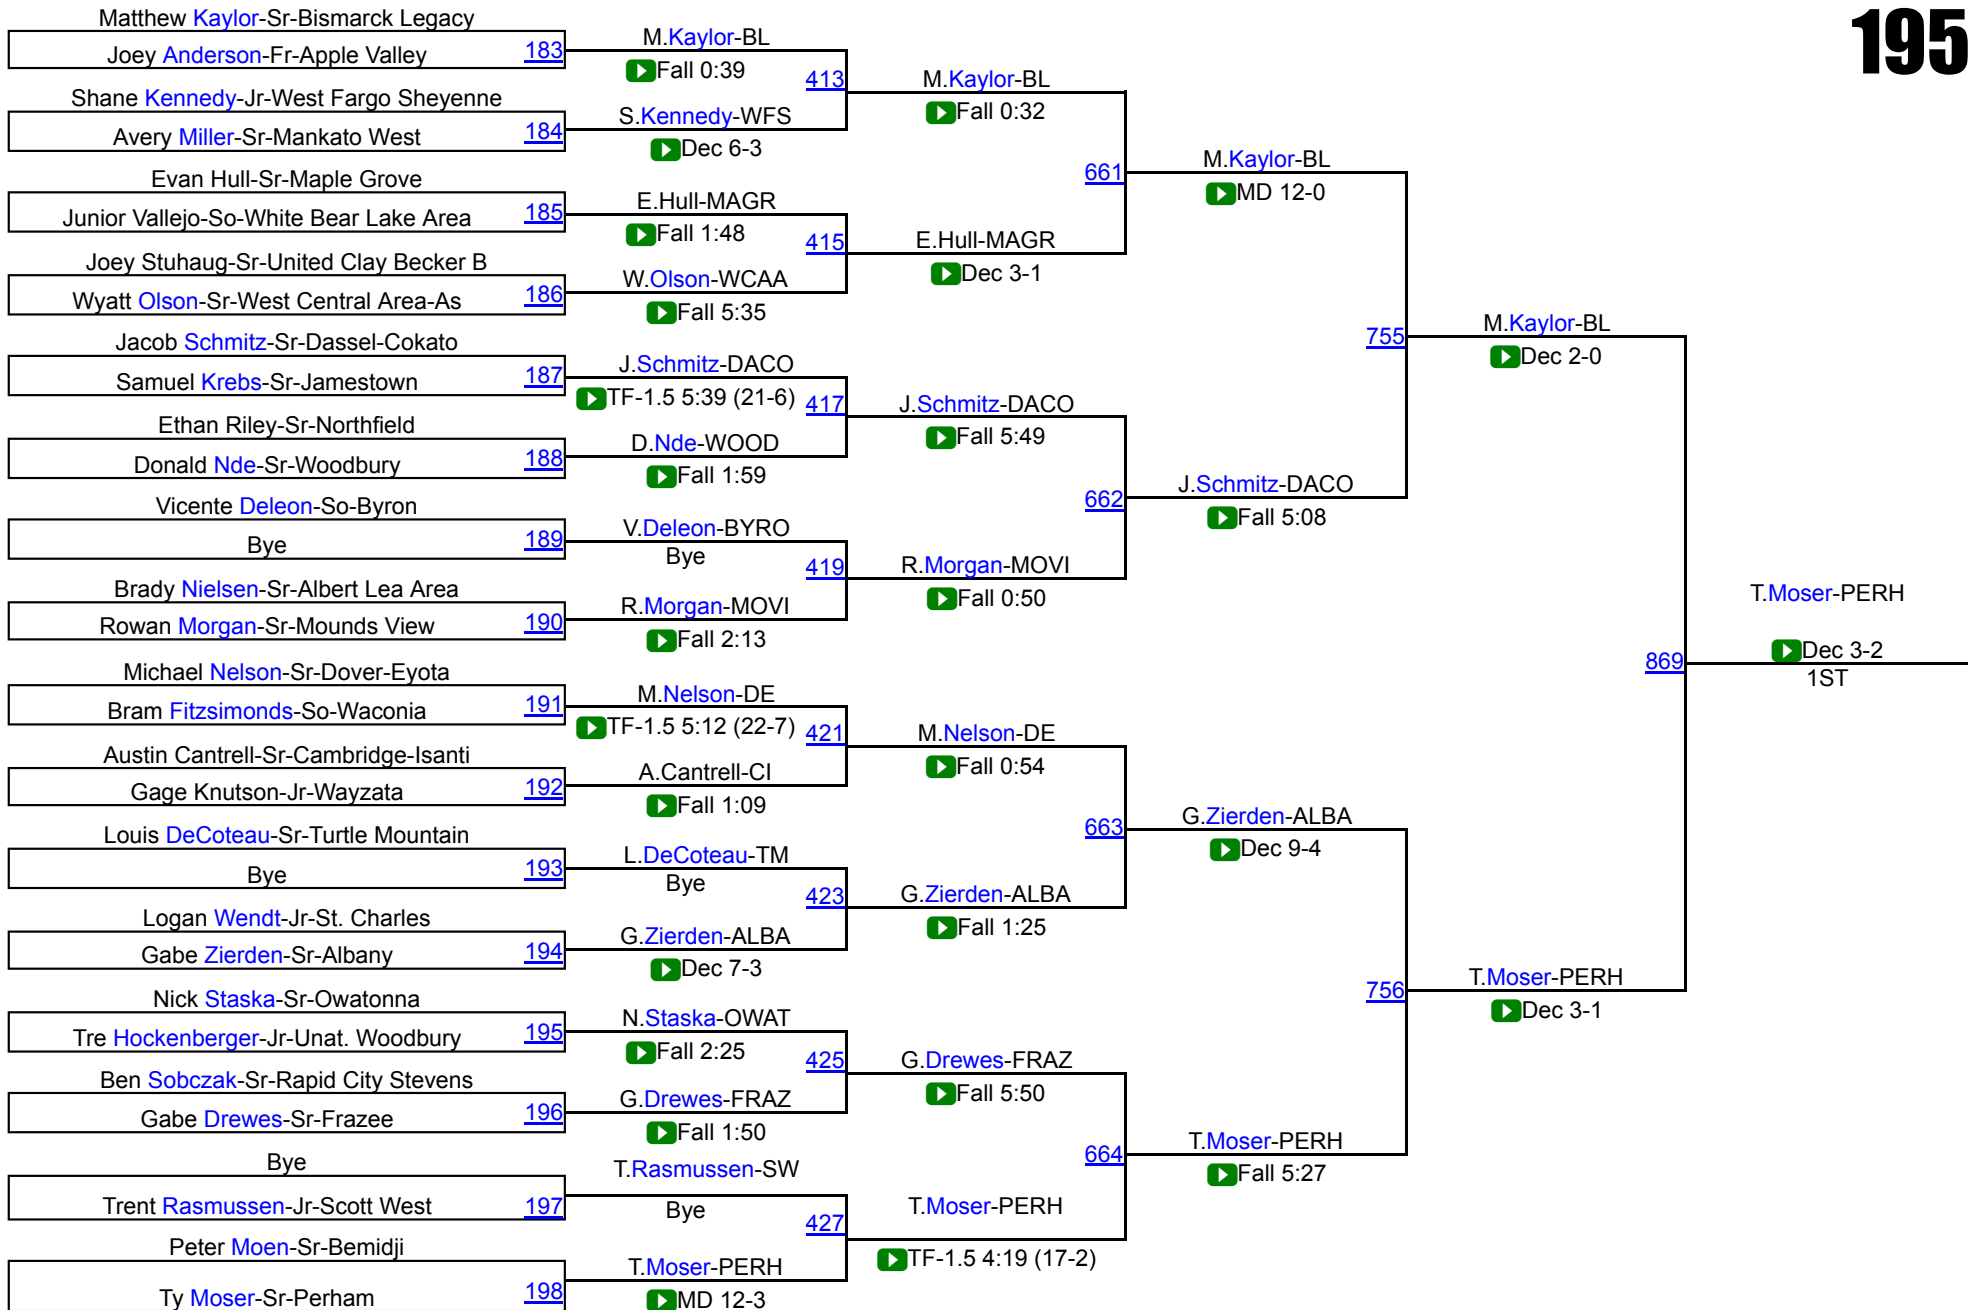 195
Matthew Kaylor-Sr-Bismarck Legacy
Joey Anderson-Fr-Apple Valley
183
Shane Kennedy-Jr-West Fargo Sheyenne
Avery Miller-Sr-Mankato West
184
Evan Hull-Sr-Maple Grove
Junior Vallejo-So-White Bear Lake Area
185
Joey Stuhaug-Sr-United Clay Becker B
Wyatt Olson-Sr-West Central Area-As
186
Jacob Schmitz-Sr-Dassel-Cokato
Samuel Krebs-Sr-Jamestown
187
Ethan Riley-Sr-Northfield
Donald Nde-Sr-Woodbury
188
Vicente Deleon-So-Byron
Bye
189
Brady Nielsen-Sr-Albert Lea Area
Rowan Morgan-Sr-Mounds View
190
Michael Nelson-Sr-Dover-Eyota
Bram Fitzsimonds-So-Waconia
191
Austin Cantrell-Sr-Cambridge-Isanti
Gage Knutson-Jr-Wayzata
192
Louis DeCoteau-Sr-Turtle Mountain
Bye
193
Logan Wendt-Jr-St. Charles
Gabe Zierden-Sr-Albany
194
Nick Staska-Sr-Owatonna
Tre Hockenberger-Jr-Unat. Woodbury
195
Ben Sobczak-Sr-Rapid City Stevens
Gabe Drewes-Sr-Frazee
196
Bye
Trent Rasmussen-Jr-Scott West
197
Peter Moen-Sr-Bemidji
Ty Moser-Sr-Perham
198
M.Kaylor-BL
Fall 0:39
413
S.Kennedy-WFS
Dec 6-3
E.Hull-MAGR
Fall 1:48
415
W.Olson-WCAA
Fall 5:35
J.Schmitz-DACO
TF-1.5 5:39 (21-6)
417
D.Nde-WOOD
Fall 1:59
V.Deleon-BYRO
Bye
419
R.Morgan-MOVI
Fall 2:13
M.Nelson-DE
TF-1.5 5:12 (22-7)
421
A.Cantrell-CI
Fall 1:09
L.DeCoteau-TM
Bye
423
G.Zierden-ALBA
Dec 7-3
N.Staska-OWAT
Fall 2:25
425
G.Drewes-FRAZ
Fall 1:50
T.Rasmussen-SW
Bye
427
T.Moser-PERH
MD 12-3
M.Kaylor-BL
Fall 0:32
661
E.Hull-MAGR
Dec 3-1
J.Schmitz-DACO
Fall 5:49
662
R.Morgan-MOVI
Fall 0:50
M.Nelson-DE
Fall 0:54
663
G.Zierden-ALBA
Fall 1:25
G.Drewes-FRAZ
Fall 5:50
664
T.Moser-PERH
TF-1.5 4:19 (17-2)
M.Kaylor-BL
MD 12-0
755
J.Schmitz-DACO
Fall 5:08
G.Zierden-ALBA
Dec 9-4
756
T.Moser-PERH
Fall 5:27
M.Kaylor-BL
Dec 2-0
869
T.Moser-PERH
Dec 3-1
T.Moser-PERH
Dec 3-2
1ST